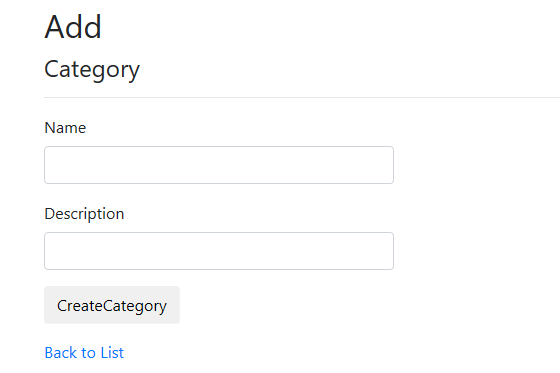 Add
Category
Name
Description
CreateCategory
Back to List